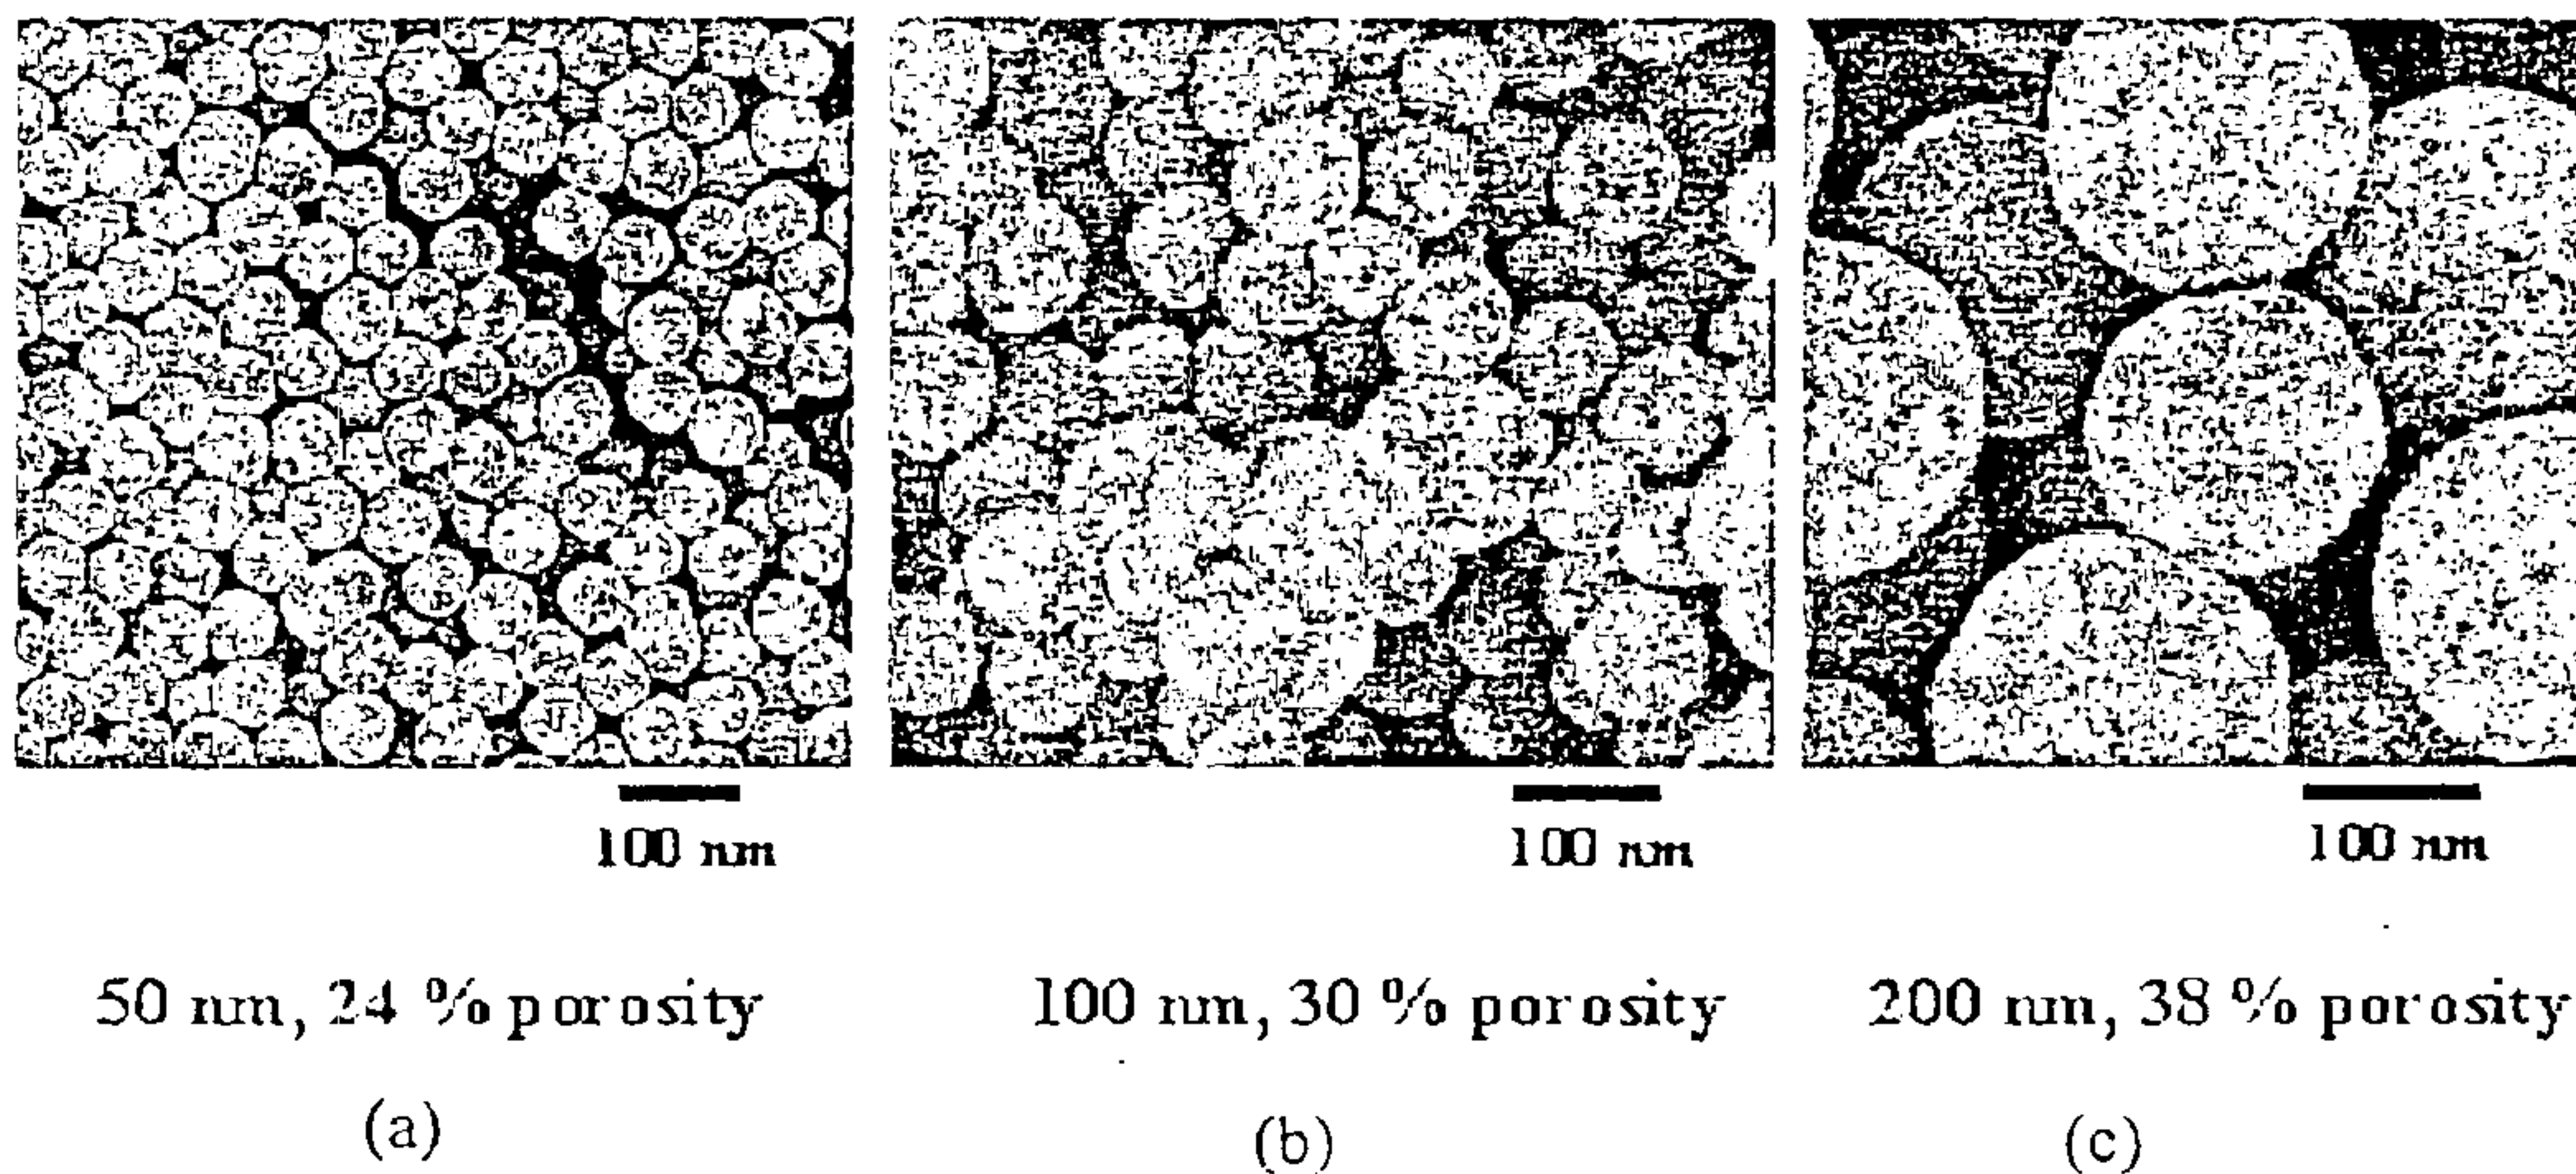 100 nm 100 nm 100 nm
50 nm, 24 % porosity 100 nm, 30 % porosity 200 nm, 38 % porosity
(a) (b) (c)